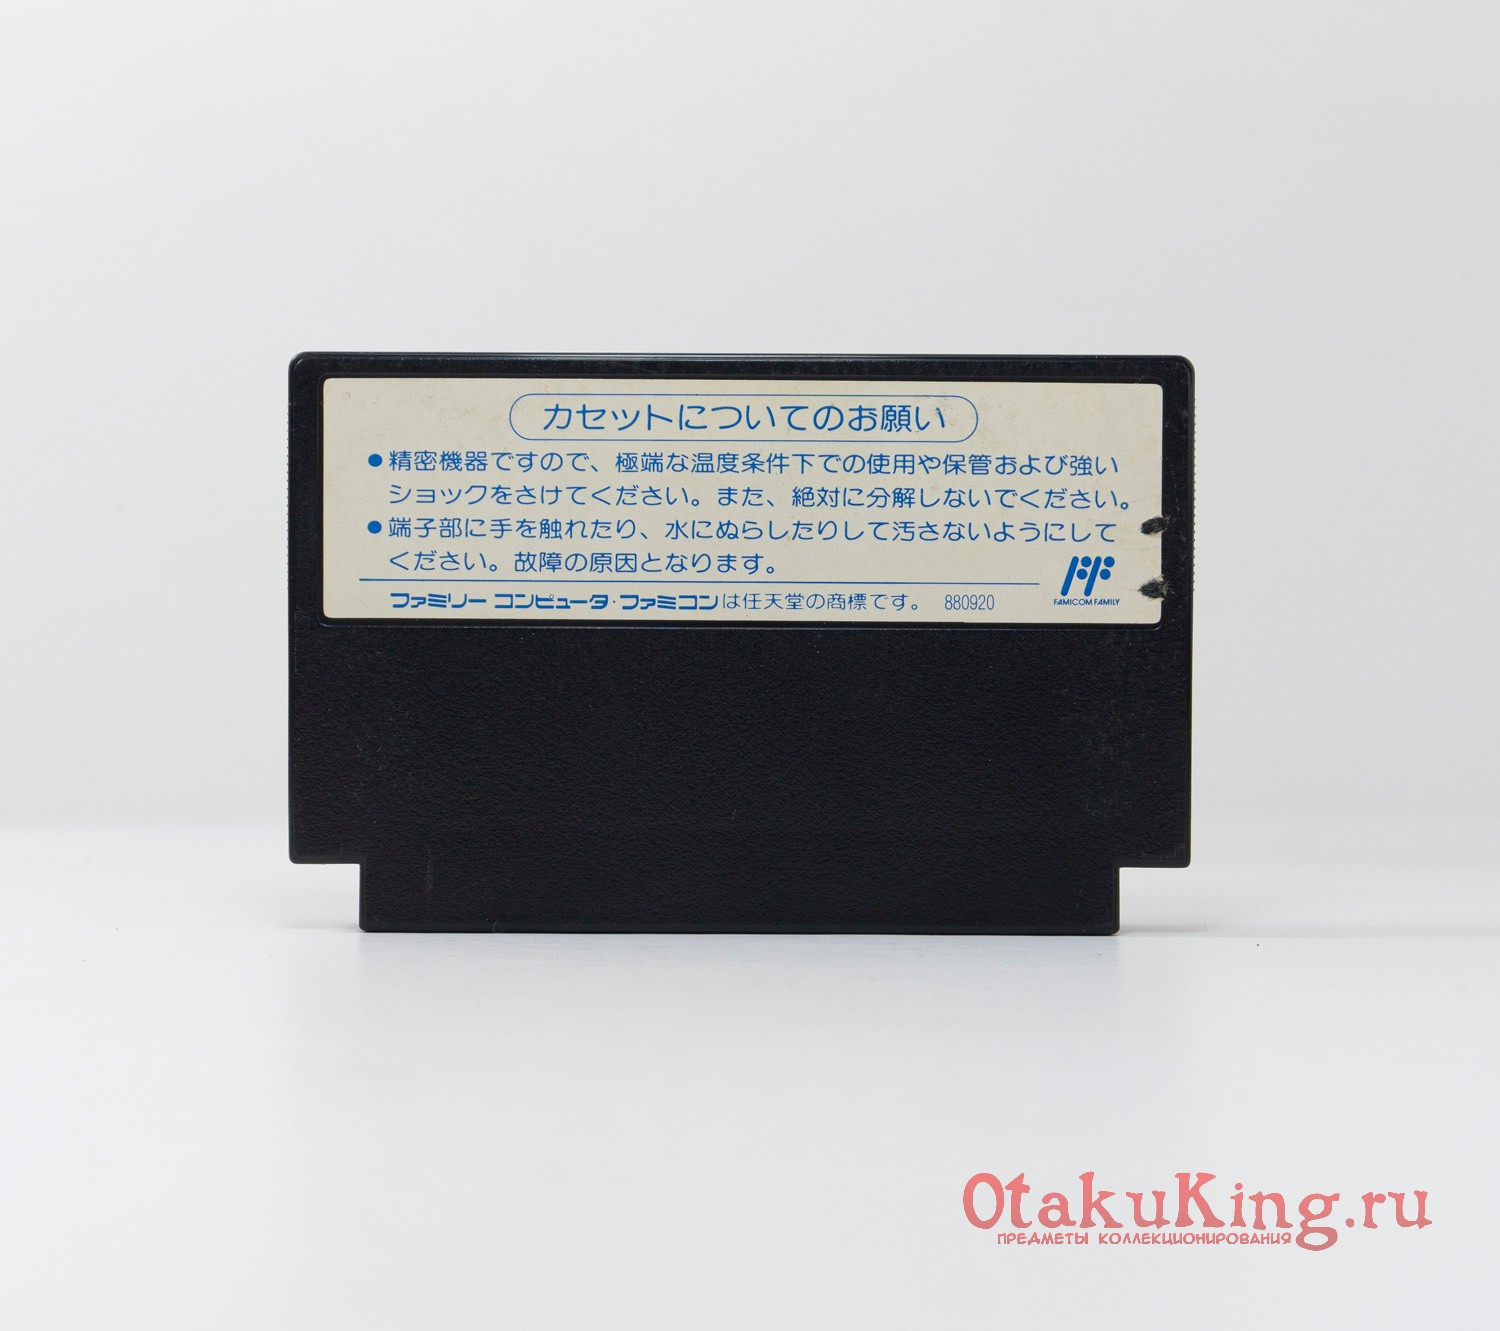 カセットについてのお願い
●精密機器ですので、極端な温度条件下での使用や保管および強い
ショックをさけてください。また、絶対に分解しないでください。
●端子部に手を触れたり、水にぬらしたりして汚さないようにして
ください。故障の原因となります。
FAMICOM FAMILY
ファミリー コンピュータ・ファミコンは任天堂の商標です。 880920
OtakuKing.ru
предметы коллекционирования